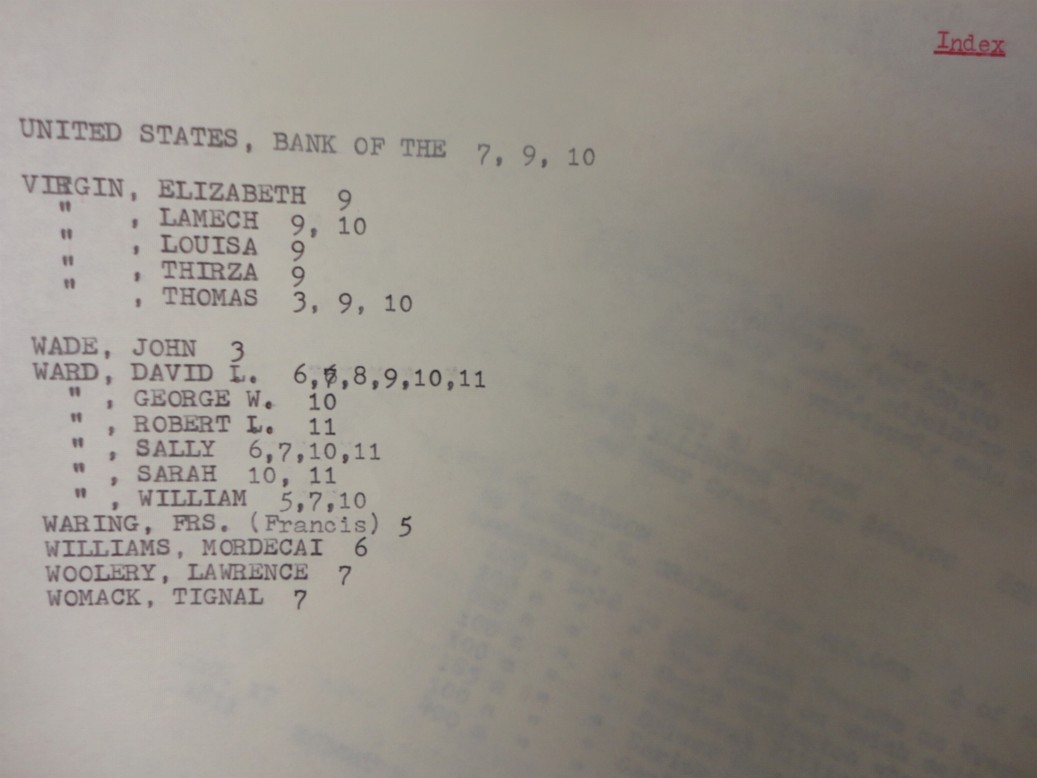 Index
UNITED STATES, BANK OF THE 7, 9, 10
VIRGIN, ELIZABETH 9
" , LAMECH 9, 10
" , LOUISA 9
" , THIRZA 9
" , THOMAS 3, 9, 10
WADE, JOHN 3
WARD, DAVID L. 6,7,8,9,10,11
" , GEORGE W. 10
" , ROBERT L. 11
" , SALLY 6,7,10,11
" , SARAH 10, 11
" , WILLIAM 5,7,10
WARING, FRS. (Francis) 5
WILLIAMS, MORDECAI 6
WOOLERY, LAWRENCE 7
WOMACK, TIGNAL 7